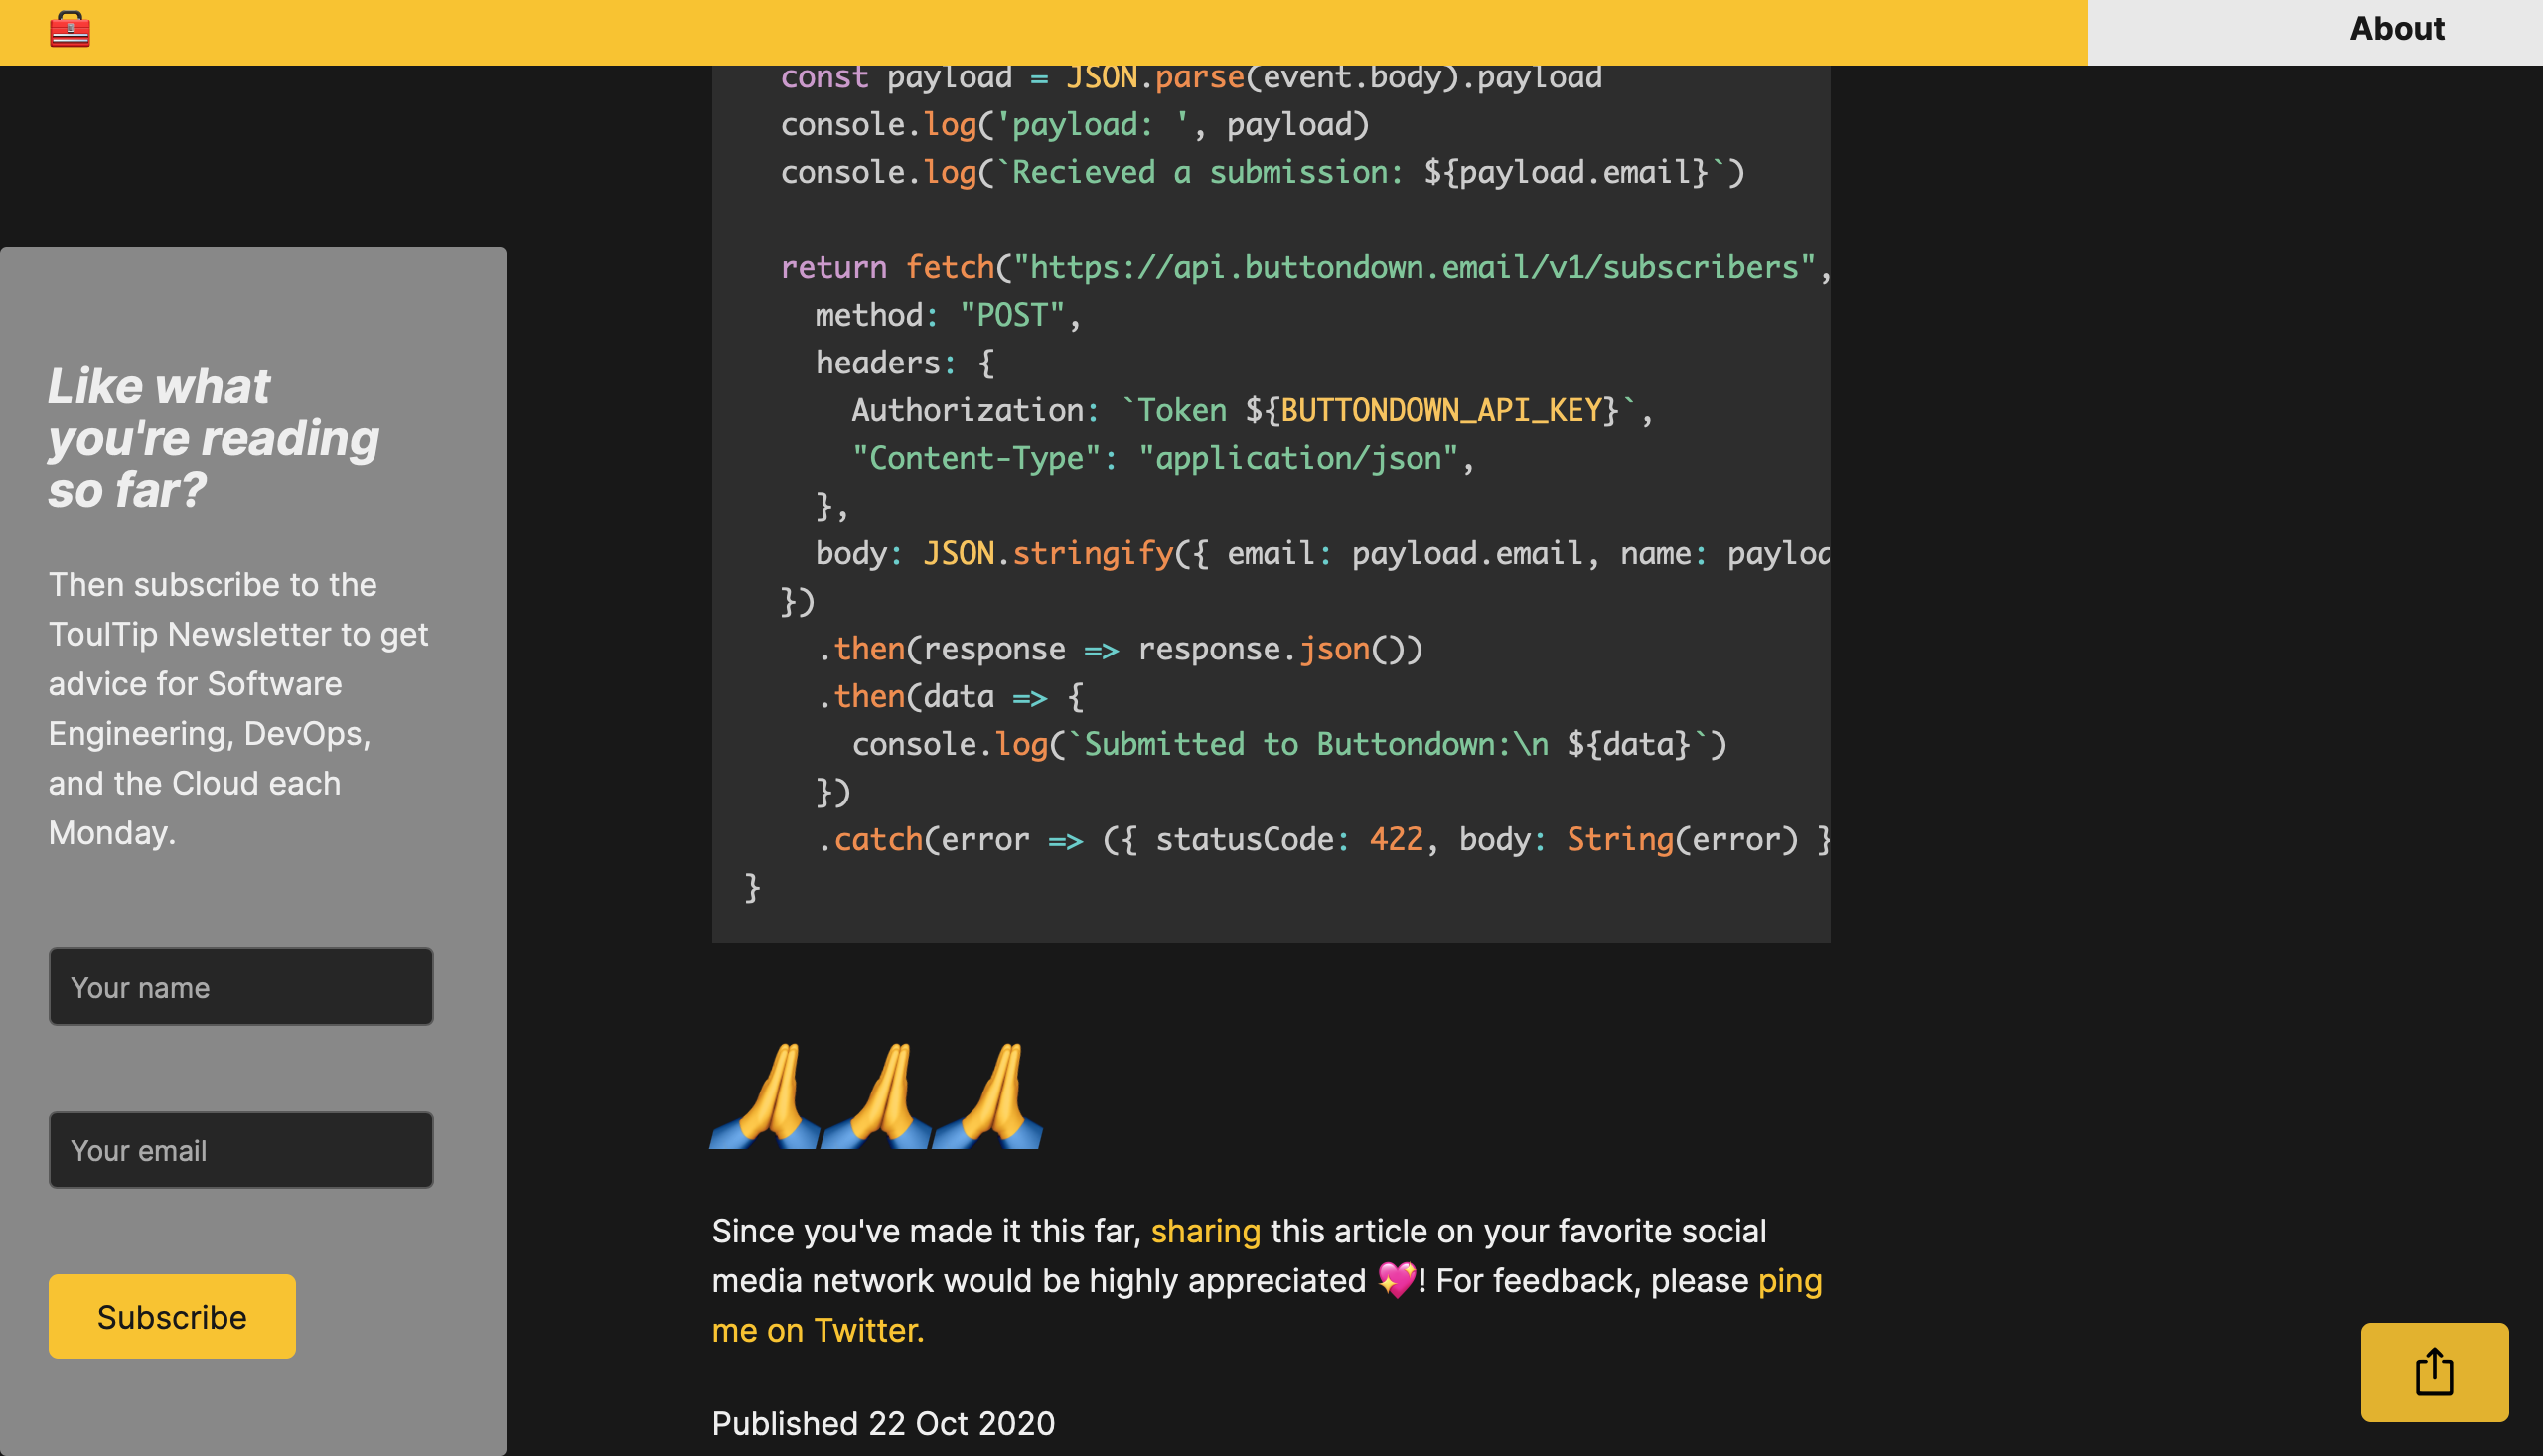 About
const payload = JSON.parse(event.body).payload
console.log('payload: ', payload)
console.log(`Recieved a submission: ${payload.email}`)
return fetch("https://api.buttondown.email/v1/subscribers",
method: "POST",
headers: {
Authorization: `Token ${BUTTONDOWN_API_KEY}`,
"Content-Type": "application/json",
},
body: JSON.stringify({ email: payload.email, name:
})
.then(response => response.json())
.then(data => {
console.log(`Submitted to Buttondown:\n ${data}`)
})
.catch(error => ({ statusCode: 422, body: String(error) }
}
Like what
you're reading
so far?
Then subscribe to the
ToulTip Newsletter to get
advice for Software
Engineering, DevOps,
and the Cloud each
Monday.
Your name
Your email
Subscribe
Since you've made it this far, sharing this article on your favorite social
media network would be highly appreciated 💖! For feedback, please ping
me on Twitter.
Published 22 Oct 2020